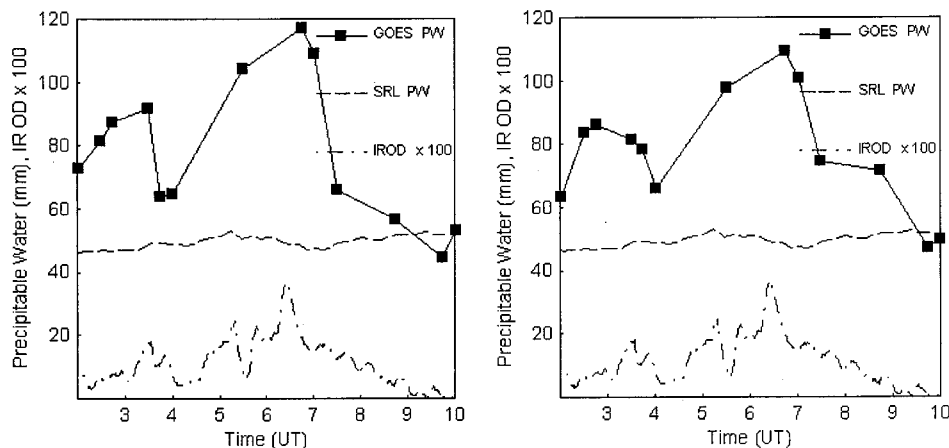 Precipitable Water (mm), IR OD x 100
120
100
80
60
40
20
GOES PW
SRL PW
IROD x 100
3 4 5 6 7 8 9 10
Time (UT)
Precipitable Water (mm), IR OD x 100
120
100
80
60
40
20
GOES PW
SRL PW
IROD x 100
3 4 5 6 7 8 9 10
Time (UT)